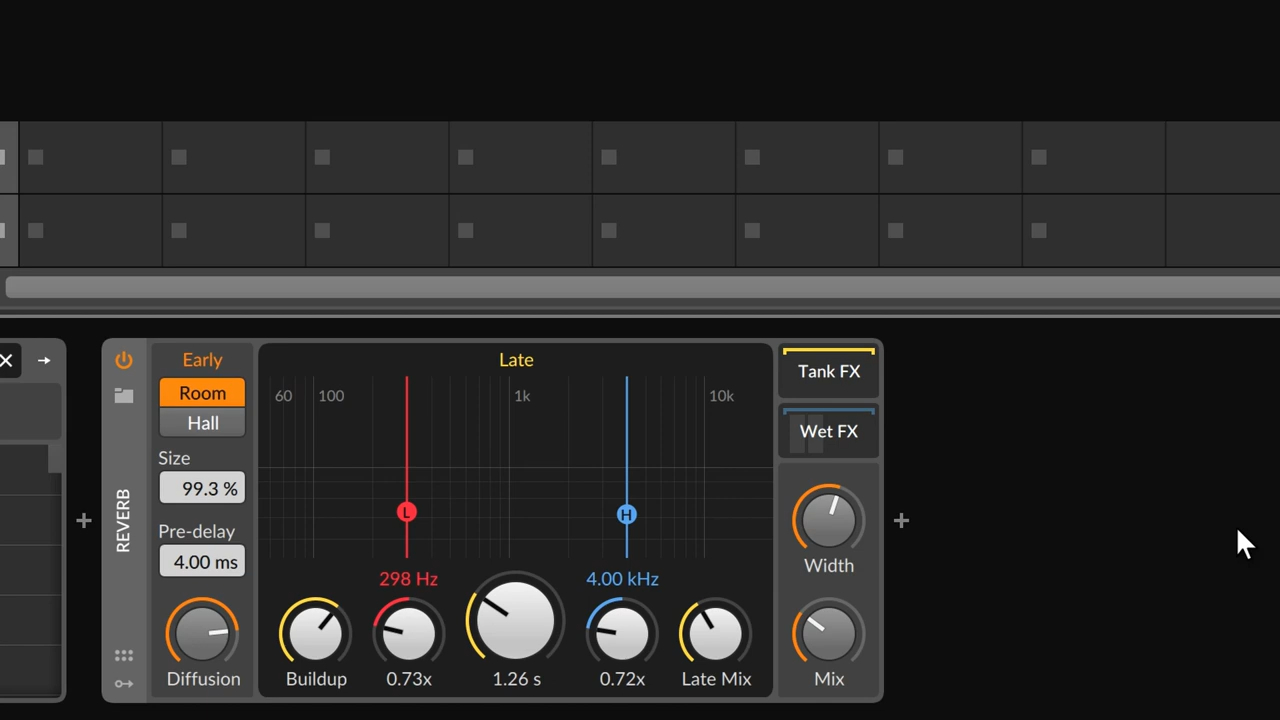 REVERB
Early
Room
Hall
Size
99.3 %
Pre-delay
4.00 ms
Diffusion
Late
60 100 1k 10k
L H
298 Hz 4.00 kHz
Buildup 0.73x 1.26 s 0.72x Late Mix
Tank FX
Wet FX
Width
Mix